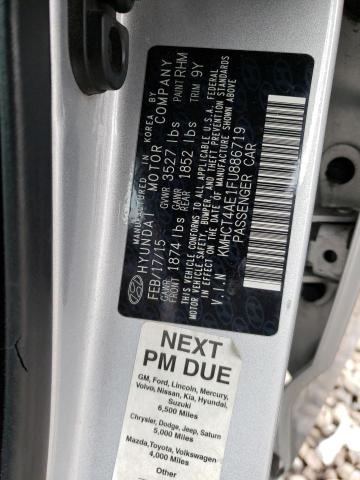 MANUFACTURED IN KOREA BY
HYUNDAI MOTOR COMPANY
FEB/17/15 GVWR 3527 lbs PAINT RHM
GAWR FRONT 1874 lbs GAWR REAR 1852 lbs TRIM 9Y
THIS VEHICLE CONFORMS TO ALL APPLICABLE U.S.A. FEDERAL
MOTOR VEHICLE SAFETY, BUMPER, AND THEFT PREVENTION STANDARDS
IN EFFECT ON THE DATE OF MANUFACTURE SHOWN ABOVE.
V.I.N KMHCT4AE1FU886719
PASSENGER CAR
NEXT
PM DUE
GM, Ford, Lincoln, Mercury,
Volvo, Nissan, Kia, Hyundai,
Suzuki
6,500 Miles
Chrysler, Dodge, Jeep, Saturn
5,000 Miles
Mazda, Toyota, Volkswagen
4,000 Miles